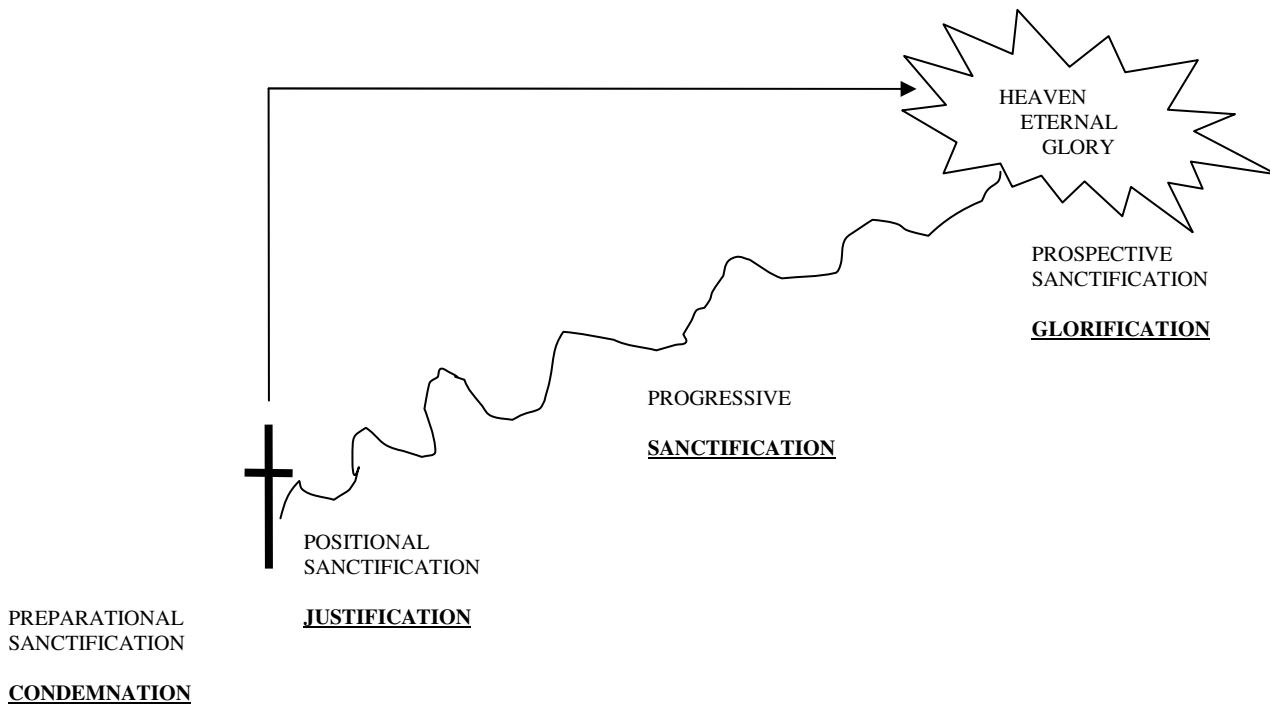 HEAVEN
ETERNAL
GLORY
PROSPECTIVE
SANCTIFICATION
GLORIFICATION
PROGRESSIVE
SANCTIFICATION
POSITIONAL
SANCTIFICATION
JUSTIFICATION
PREPARATIONAL
SANCTIFICATION
CONDEMNATION